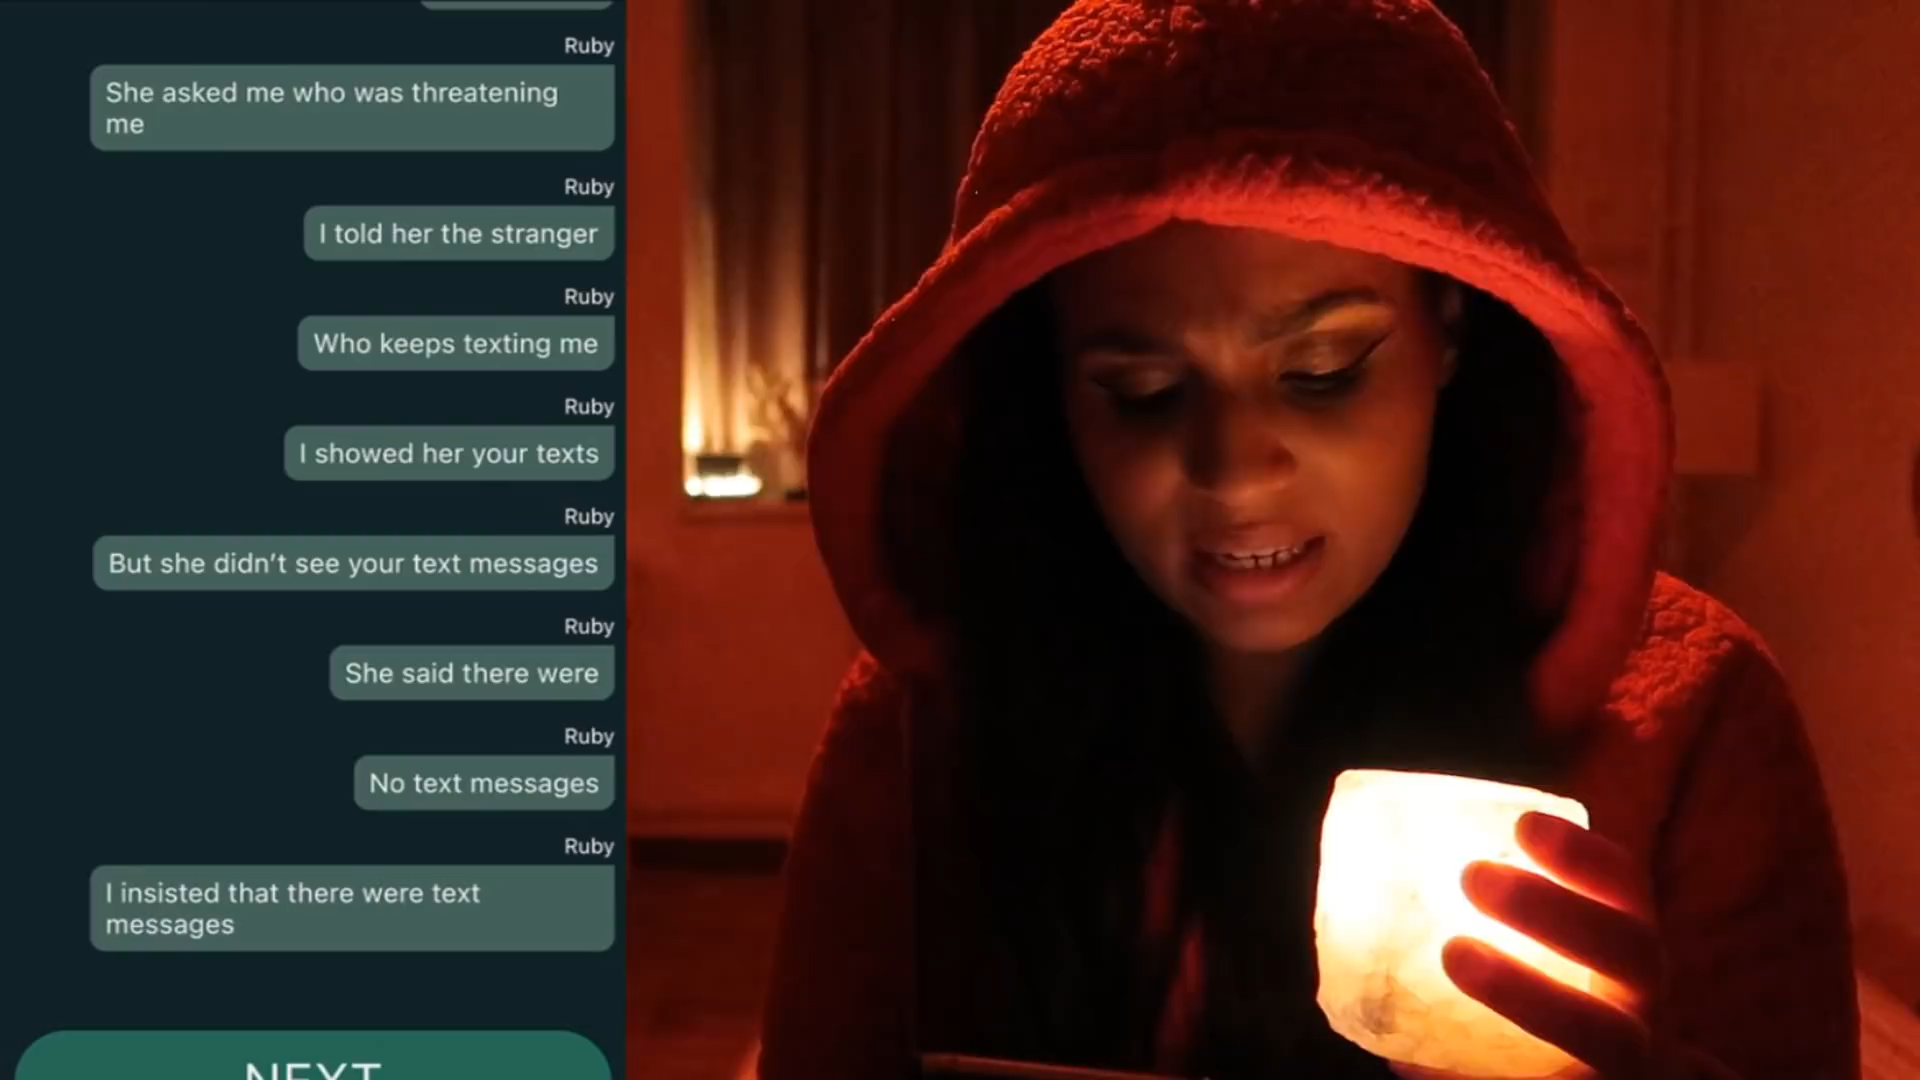 Ruby
She asked me who was threatening
me
Ruby
I told her the stranger
Ruby
Who keeps texting me
Ruby
I showed her your texts
Ruby
But she didn't see your text messages
Ruby
She said there were
Ruby
No text messages
Ruby
I insisted that there were text
messages
NEXT